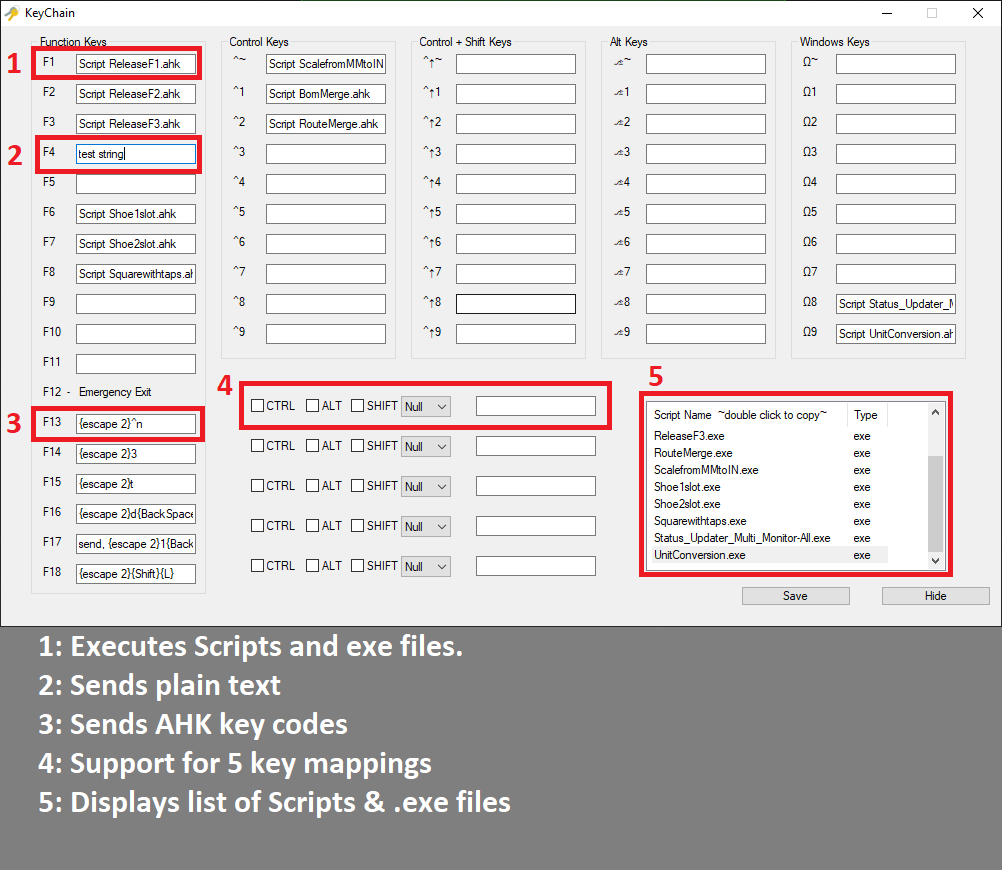 KeyChain
Function Keys
Control Keys
Control + Shift Keys
Alt Keys
Windows Keys
1
F1 Script ReleaseF1.ahk
F2 Script ReleaseF2.ahk
F3 Script ReleaseF3.ahk
2
F4 test string
F5
F6 Script Shoe1slot.ahk
F7 Script Shoe2slot.ahk
F8 Script Squarewithtaps.ah
F9
F10
F11
F12 - Emergency Exit
3
F13 {escape 2}^n
F14 {escape 2}3
F15 {escape 2}t
F16 {escape 2}d{BackSpace
F17 send, {escape 2}1{Back
F18 {escape 2}{Shift}{L}
^~ Script ScalefromMMtoIN
^1 Script BomMerge.ahk
^2 Script RouteMerge.ahk
^3
^4
^5
^6
^7
^8
^9
^↑~
^↑1
^↑2
^↑3
^↑4
^↑5
^↑6
^↑7
^↑8
^↑9
⎇~
⎇1
⎇2
⎇3
⎇4
⎇5
⎇6
⎇7
⎇8
⎇9
Ω~
Ω1
Ω2
Ω3
Ω4
Ω5
Ω6
Ω7
Ω8 Script Status_Updater_M
Ω9 Script UnitConversion.ah
4
CTRL ALT SHIFT Null
CTRL ALT SHIFT Null
CTRL ALT SHIFT Null
CTRL ALT SHIFT Null
CTRL ALT SHIFT Null
5
Script Name ~double click to copy~ Type
ReleaseF3.exe exe
RouteMerge.exe exe
ScalefromMMtoIN.exe exe
Shoe1slot.exe exe
Shoe2slot.exe exe
Squarewithtaps.exe exe
Status_Updater_Multi_Monitor-All.exe exe
UnitConversion.exe exe
Save
Hide
1: Executes Scripts and exe files.
2: Sends plain text
3: Sends AHK key codes
4: Support for 5 key mappings
5: Displays list of Scripts & .exe files